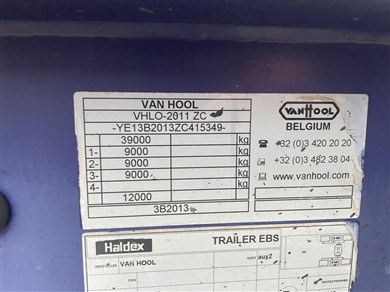 VAN HOOL
VHLO-2011 ZC
-YE13B2013ZC415349-
39000 kg
1- 9000 kg
2- 9000 kg
3- 9000 kg
4- kg
12000
3B2013
VANHOOL
BELGIUM
+32 (0)3 420 20 20
+32 (0)3 482 38 04
www.vanhool.com
Haldex
TRAILER EBS
VAN HOOL
aux2
TYPE